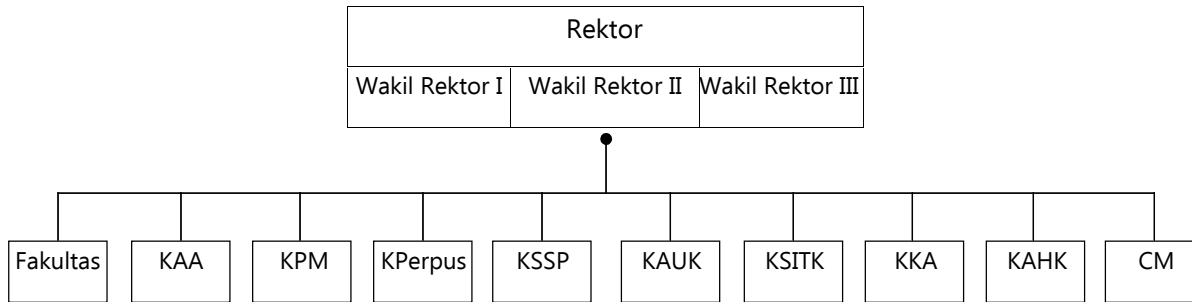 Rektor
Wakil Rektor I Wakil Rektor II Wakil Rektor III
Fakultas KAA KPM KPerpus KSSP KAUK KSITK KKA KAHK CM